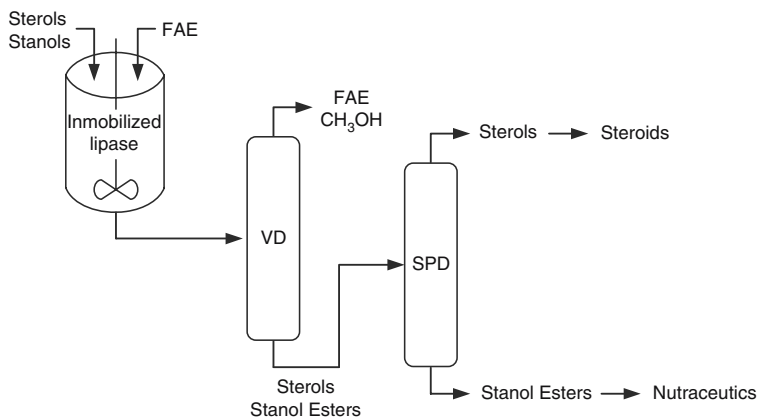 Sterols
Stanols
FAE
Inmobilized
lipase
FAE
CH₃OH
VD
Sterols
Stanol Esters
SPD
Sterols
Steroids
Stanol Esters
Nutraceutics